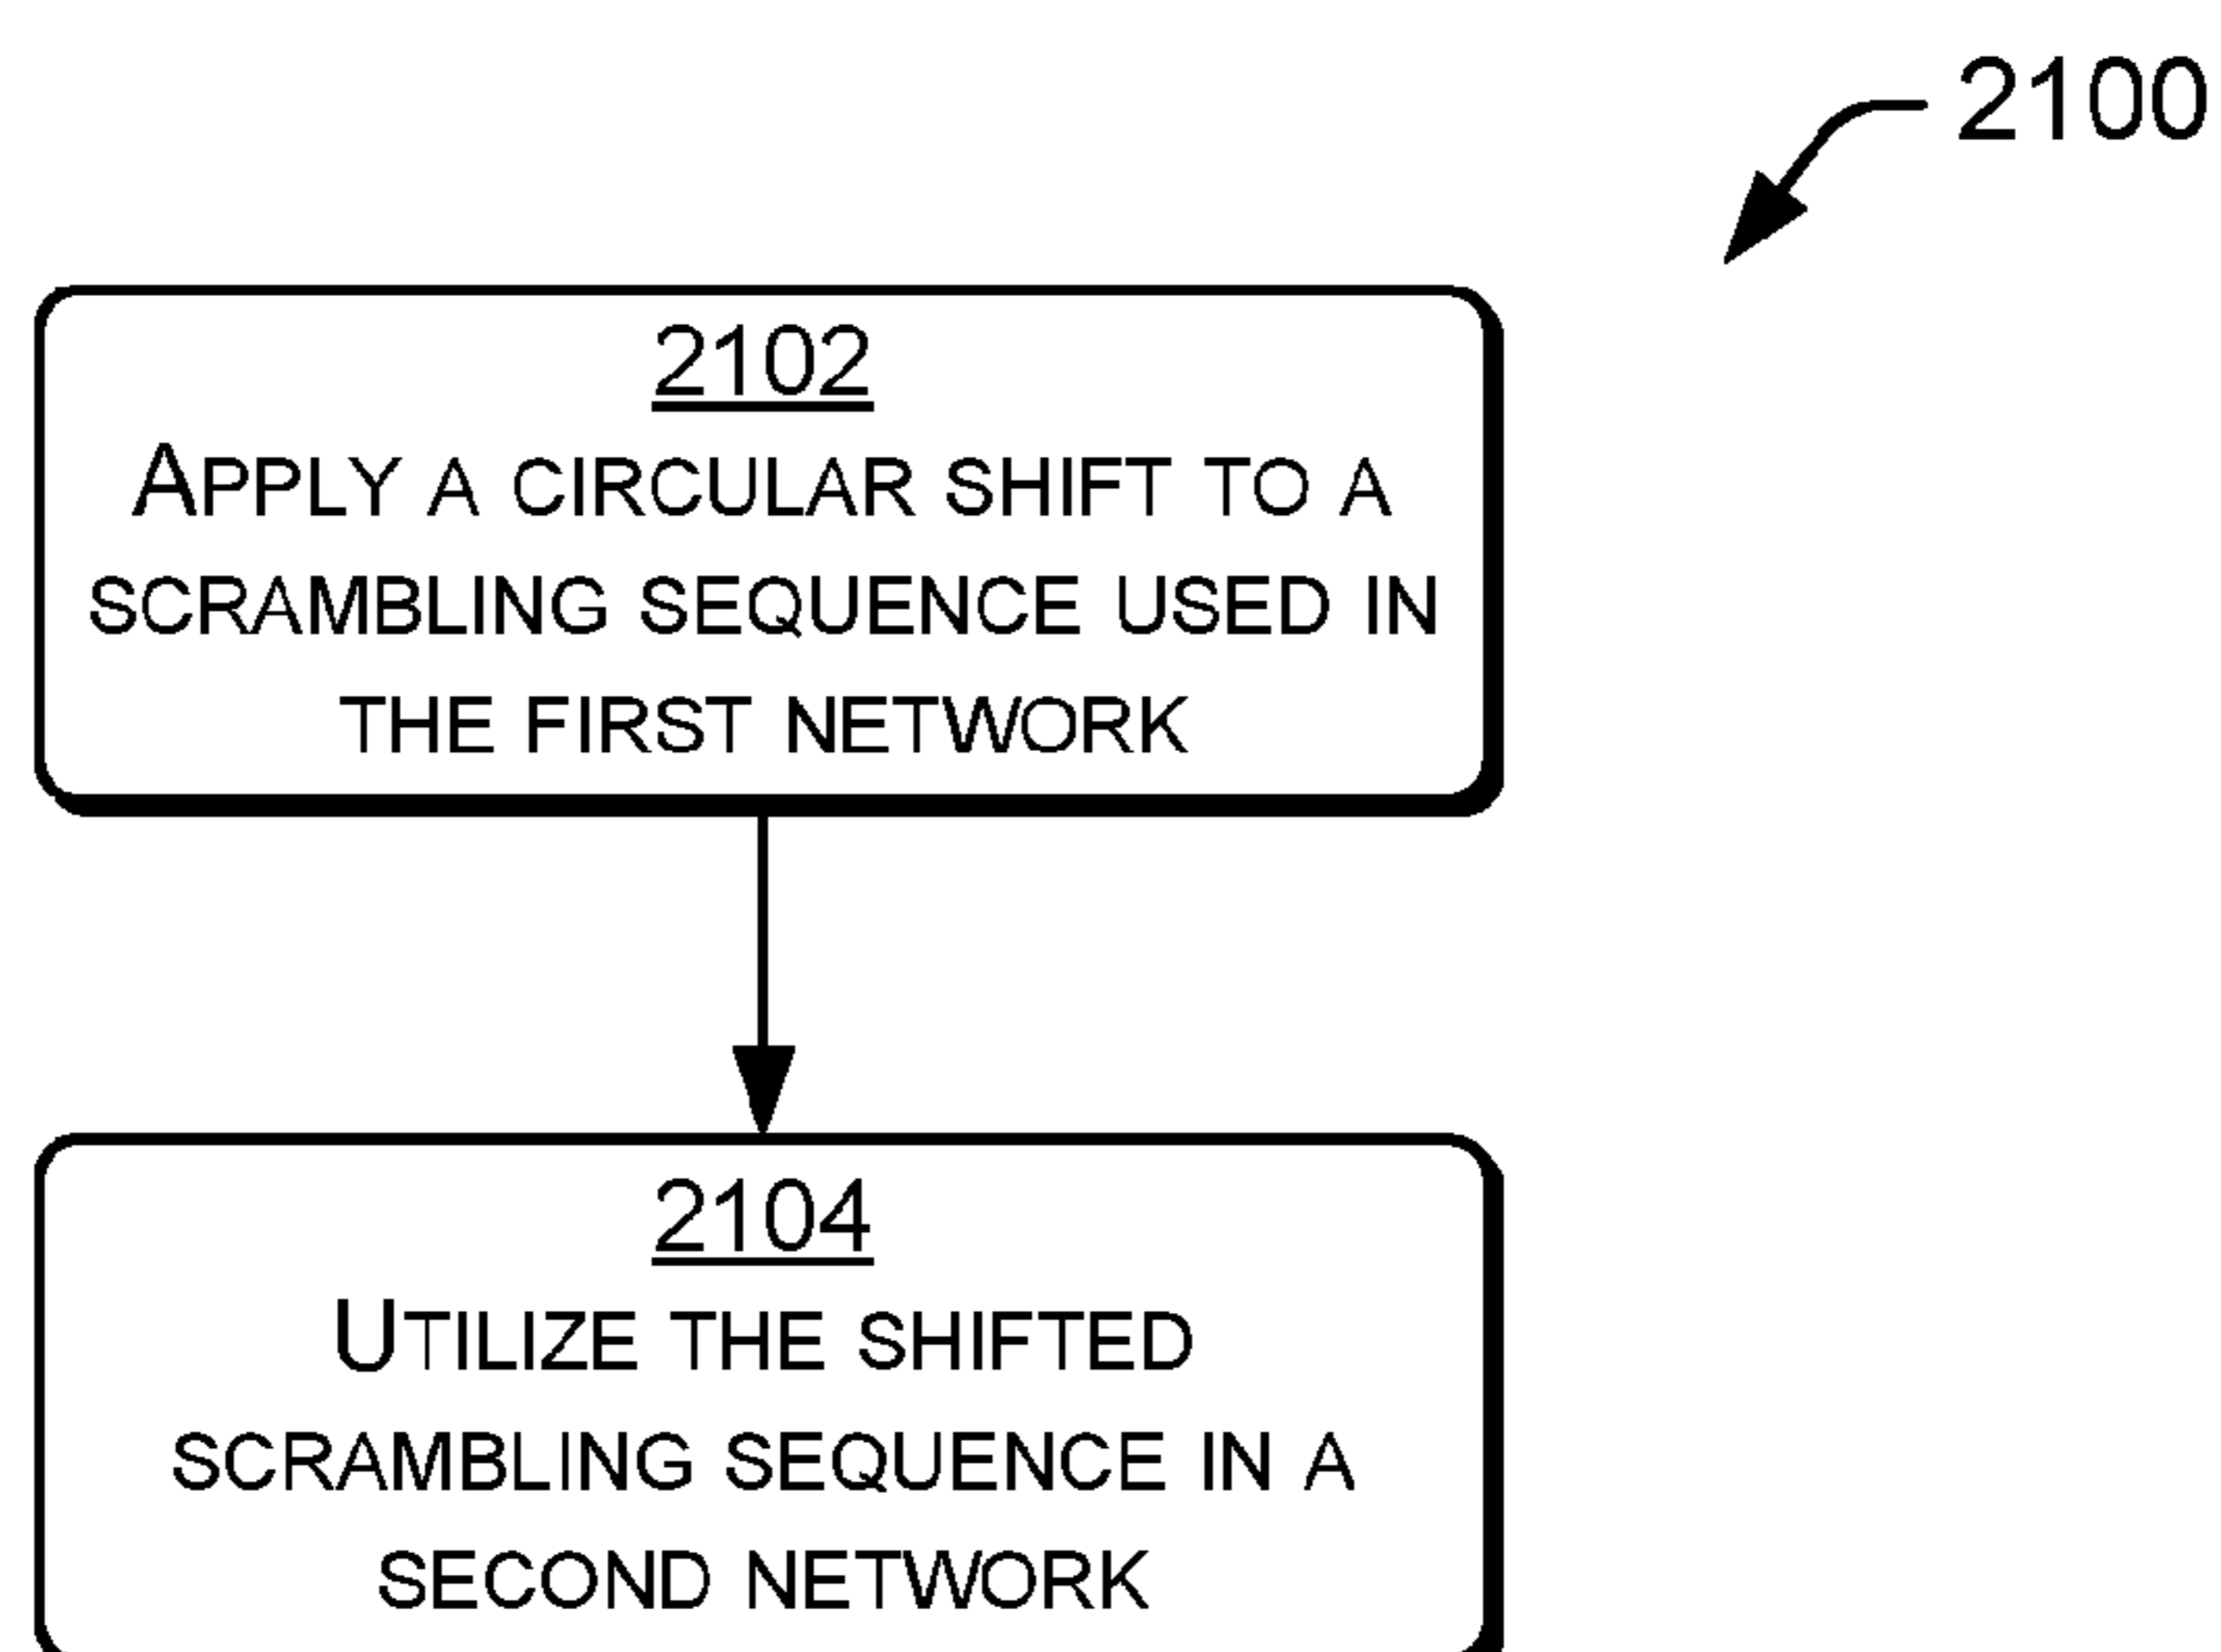 2100
2102
APPLY A CIRCULAR SHIFT TO A
SCRAMBLING SEQUENCE USED IN
THE FIRST NETWORK
2104
UTILIZE THE SHIFTED
SCRAMBLING SEQUENCE IN A
SECOND NETWORK